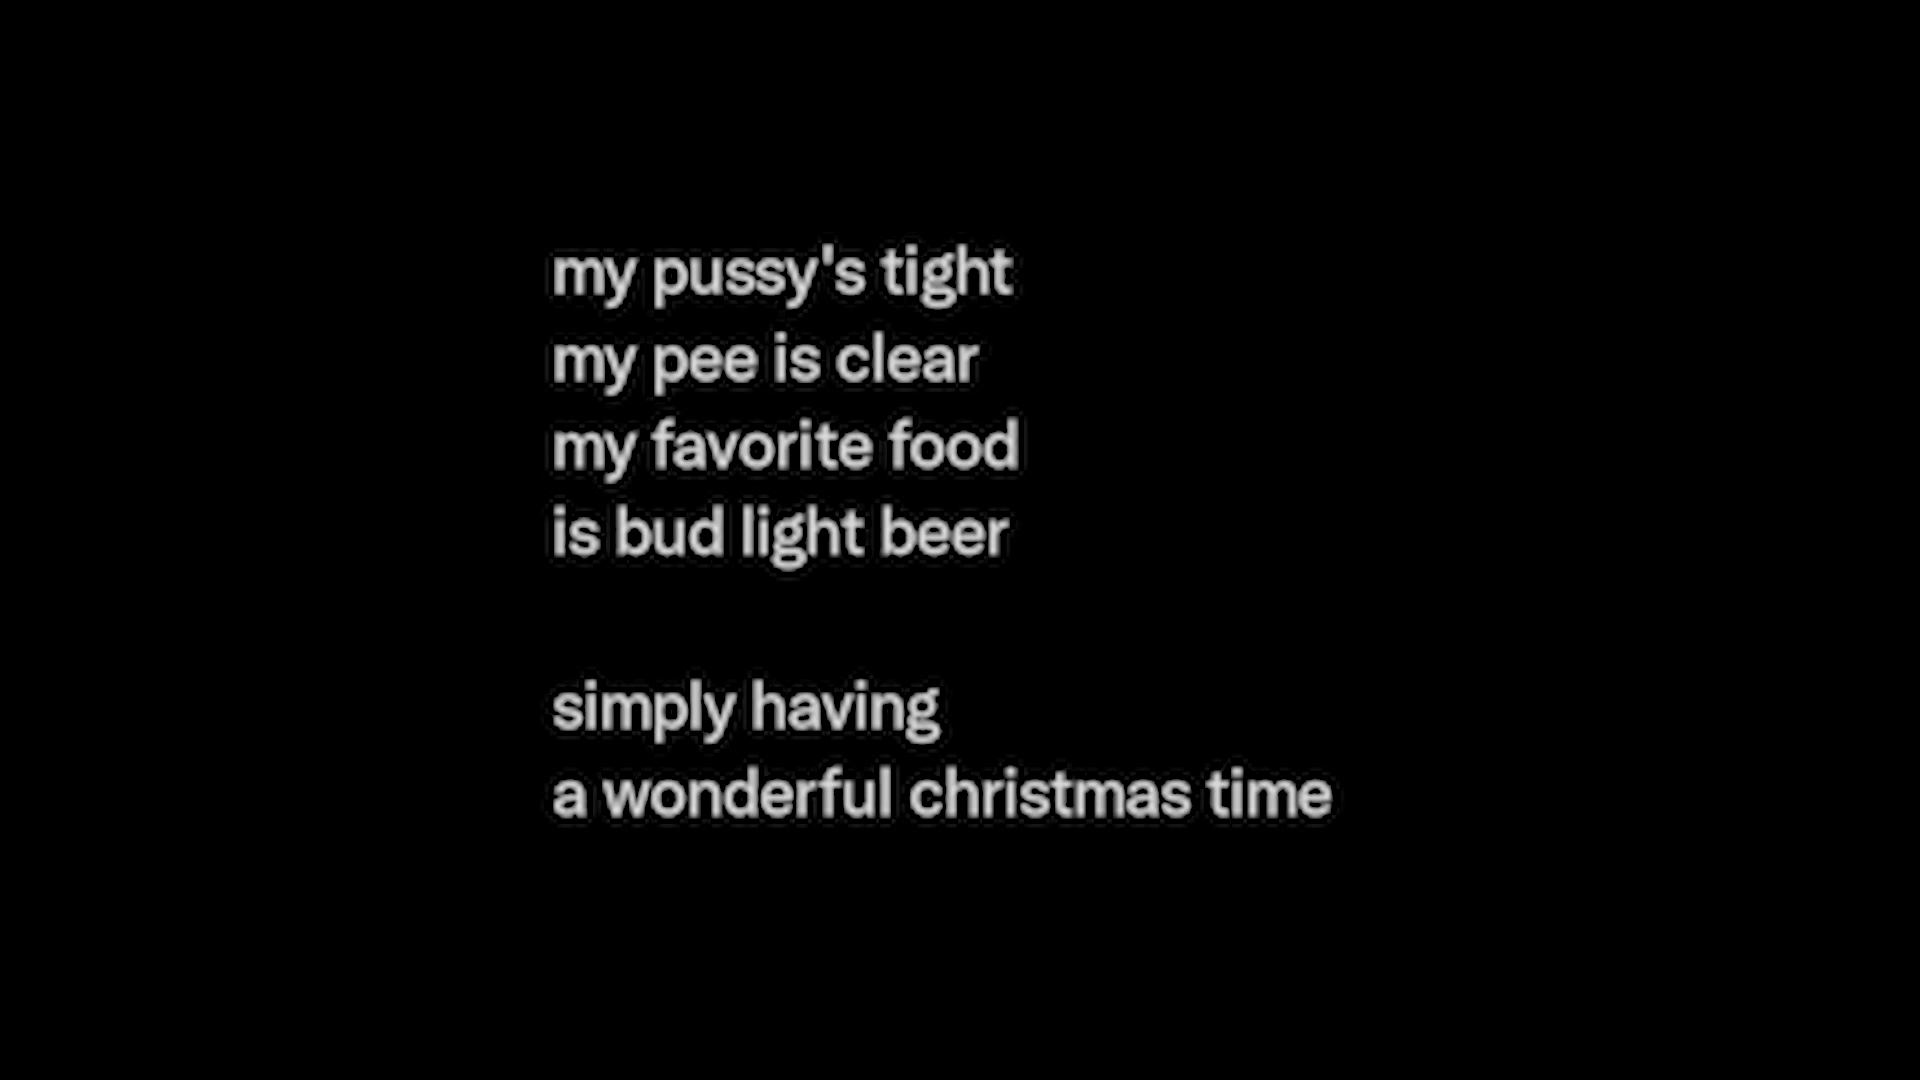 my pussy's tight
my pee is clear
my favorite food
is bud light beer
simply having
a wonderful christmas time